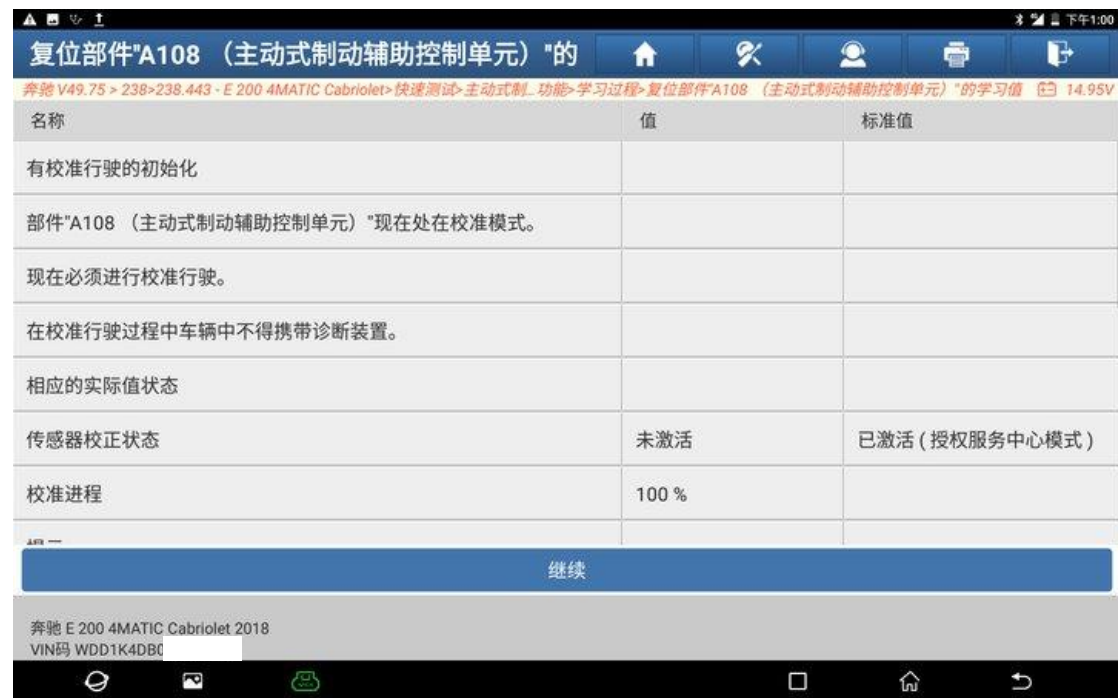 下午1:00
复位部件"A108 （主动式制动辅助控制单元）"的
奔驰 V49.75 > 238>238.443 - E 200 4MATIC Cabriolet>快速测试>主动式制...功能>学习过程>复位部件"A108 （主动式制动辅助控制单元）"的学习值 14.95V
名称 值 标准值
有校准行驶的初始化
部件"A108 （主动式制动辅助控制单元）"现在处在校准模式。
现在必须进行校准行驶。
在校准行驶过程中车辆中不得携带诊断装置。
相应的实际值状态
传感器校正状态 未激活 已激活 ( 授权服务中心模式 )
校准进程 100 %
继续
奔驰 E 200 4MATIC Cabriolet 2018
VIN码 WDD1K4DB0